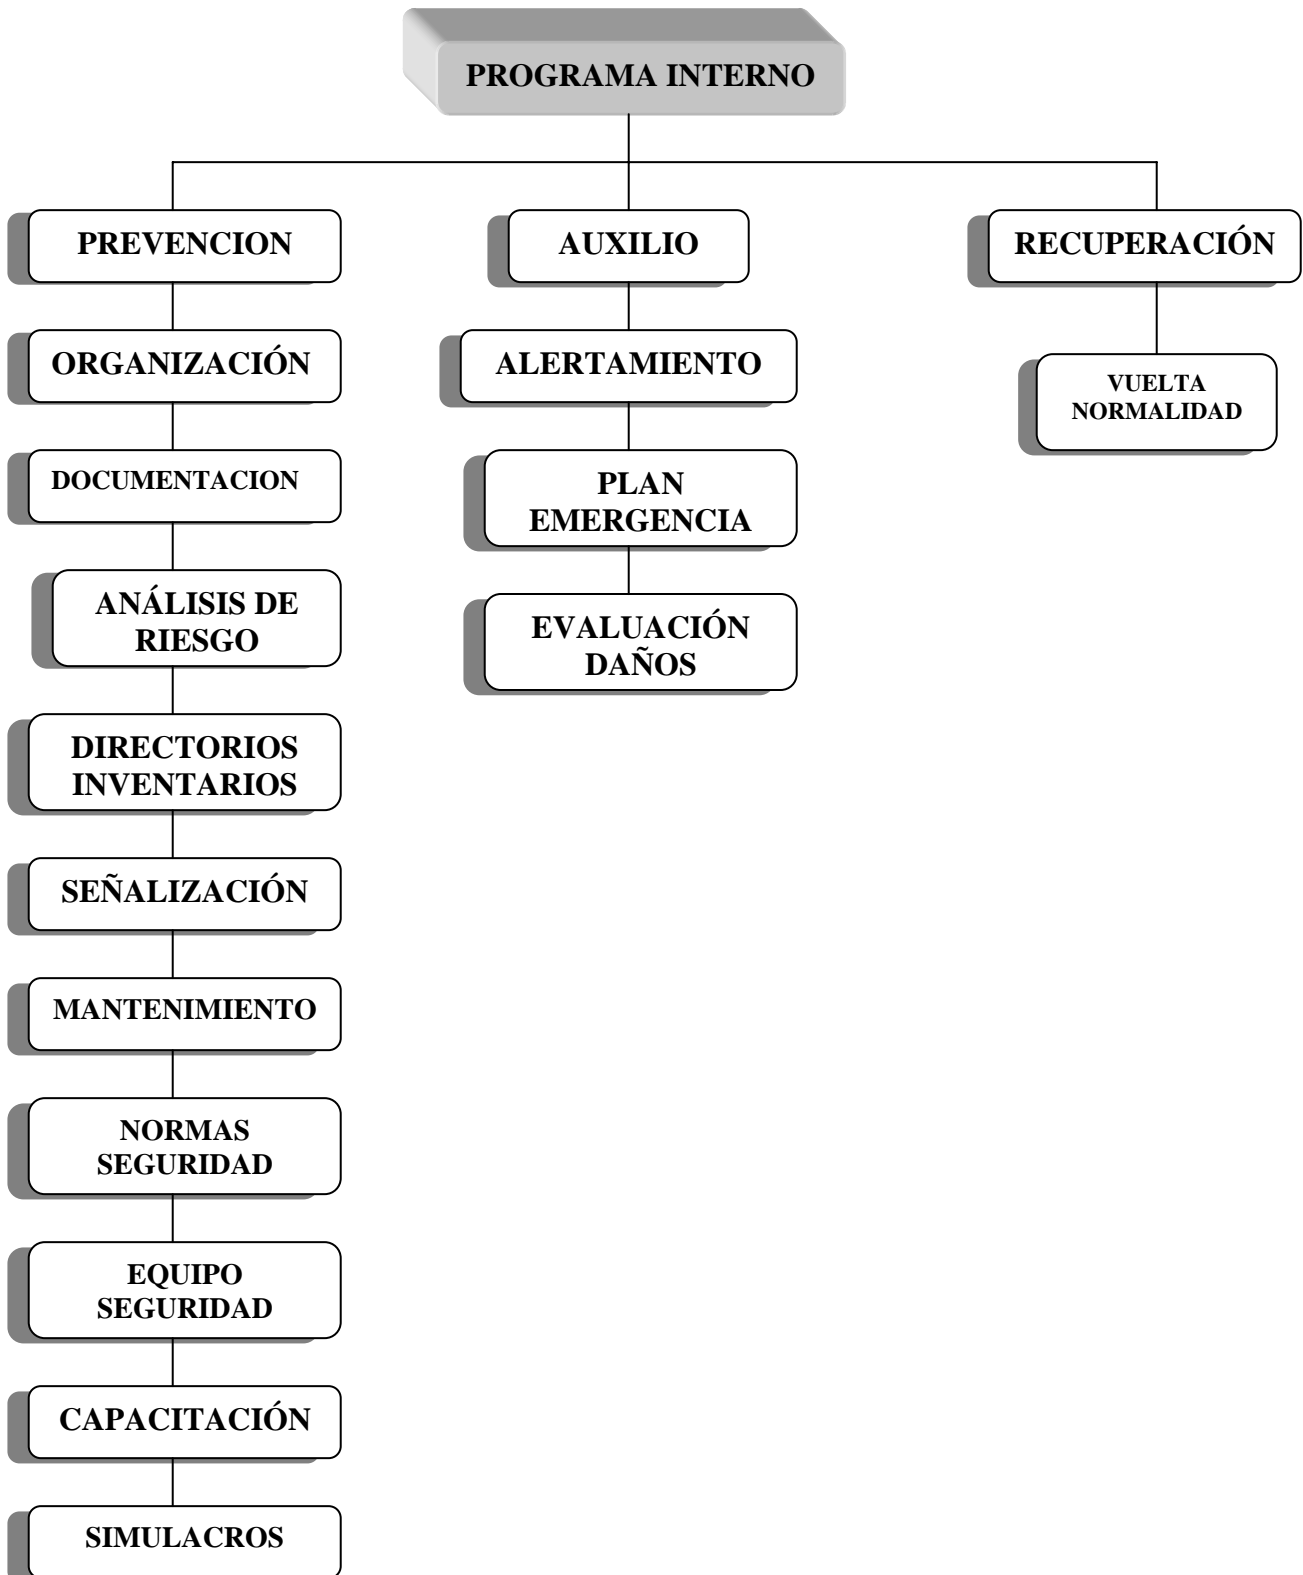 PROGRAMA INTERNO
PREVENCION
ORGANIZACIÓN
DOCUMENTACION
ANÁLISIS DE
RIESGO
DIRECTORIOS
INVENTARIOS
SEÑALIZACIÓN
MANTENIMIENTO
NORMAS
SEGURIDAD
EQUIPO
SEGURIDAD
CAPACITACIÓN
SIMULACROS
AUXILIO
ALERTAMIENTO
PLAN
EMERGENCIA
EVALUACIÓN
DAÑOS
RECUPERACIÓN
VUELTA
NORMALIDAD